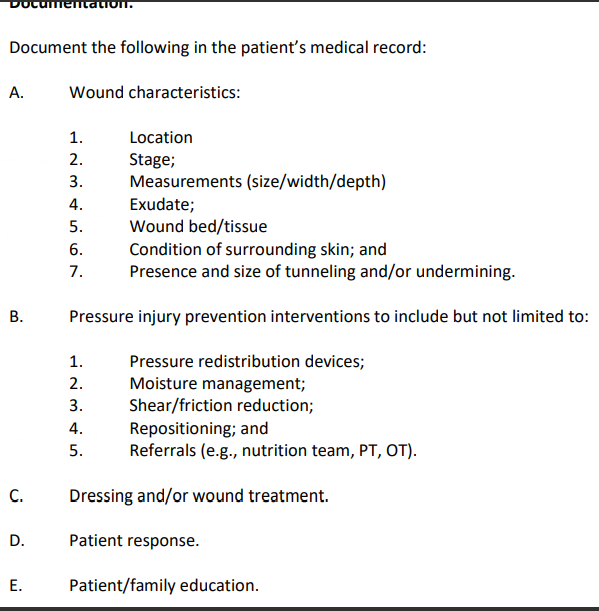 Documentation:
Document the following in the patient's medical record:
A. Wound characteristics:
1. Location
2. Stage;
3. Measurements (size/width/depth)
4. Exudate;
5. Wound bed/tissue
6. Condition of surrounding skin; and
7. Presence and size of tunneling and/or undermining.
B. Pressure injury prevention interventions to include but not limited to:
1. Pressure redistribution devices;
2. Moisture management;
3. Shear/friction reduction;
4. Repositioning; and
5. Referrals (e.g., nutrition team, PT, OT).
C. Dressing and/or wound treatment.
D. Patient response.
E. Patient/family education.